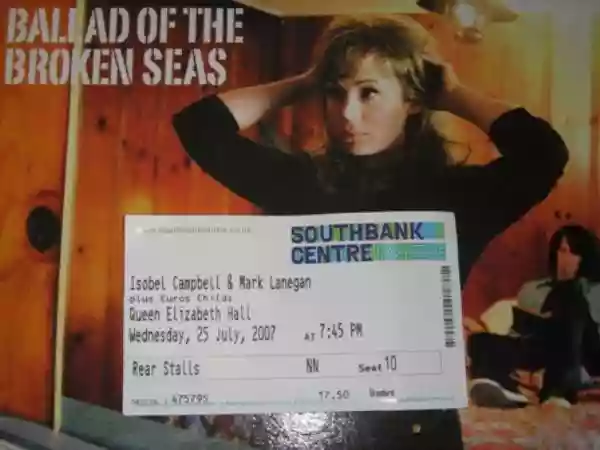 BALLAD OF THE
BROKEN SEAS
SOUTHBANK
CENTRE
Isobel Campbell & Mark Lanegan
plus Euros Childs
Queen Elizabeth Hall
Wednesday, 25 July, 2007 AT 7:45 PM
Rear Stalls NN Seat 10
475795 17.50